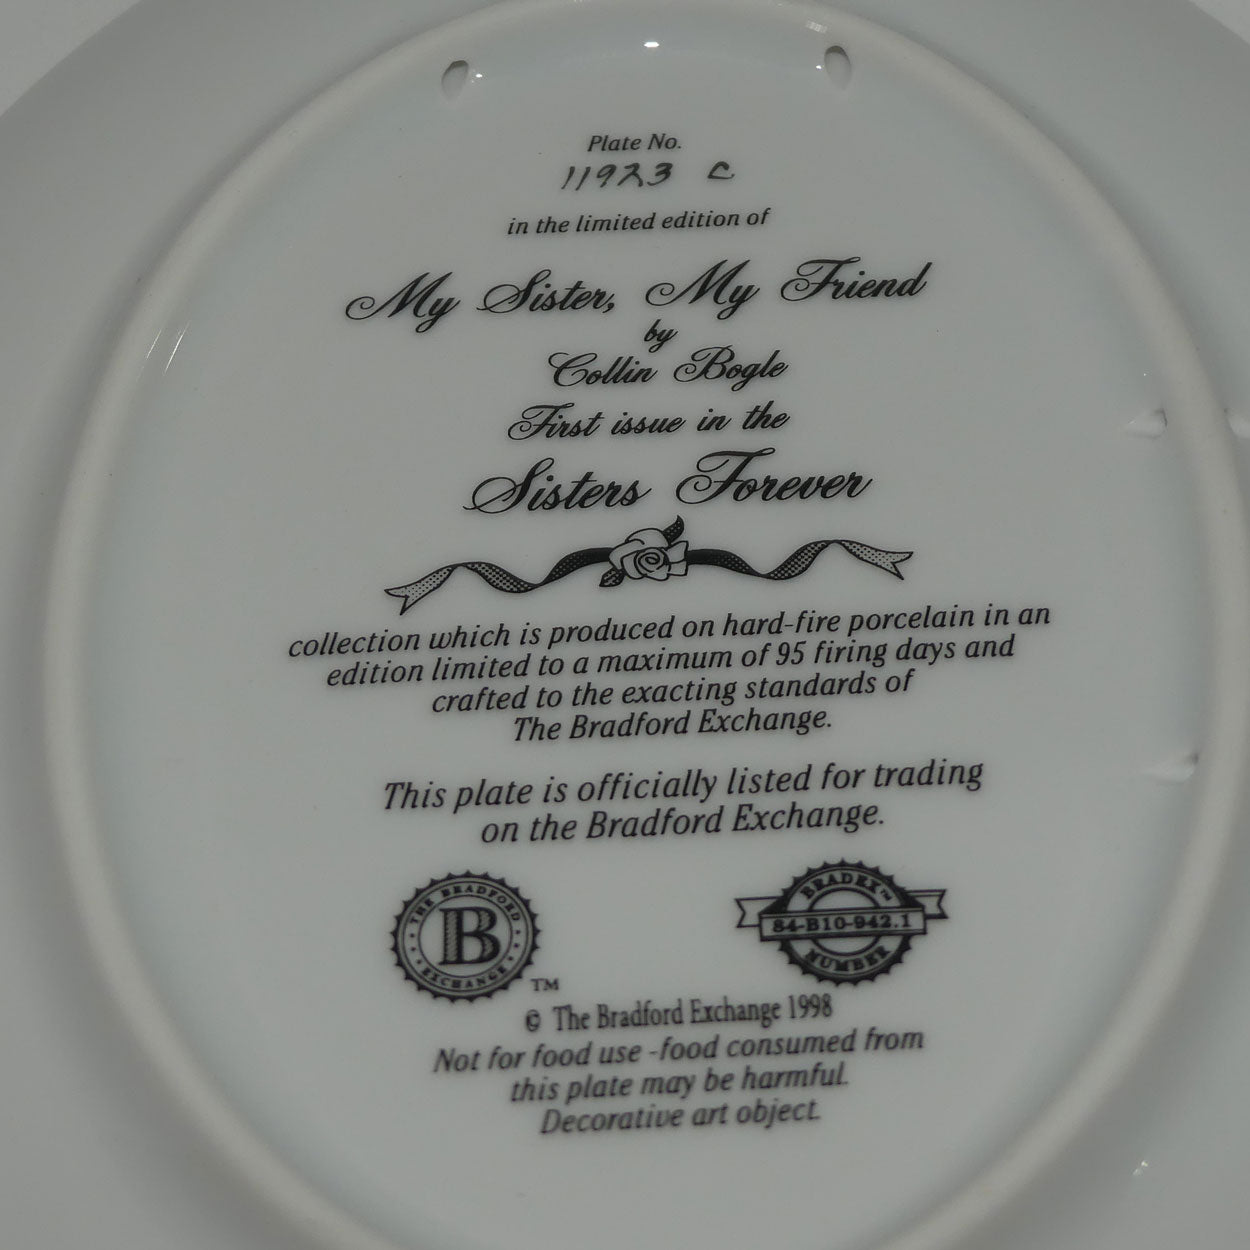 Plate No.
11923 C
in the limited edition of
My Sister, My Friend
by
Collin Bogle
First issue in the
Sisters Forever
collection which is produced on hard-fire porcelain in an
edition limited to a maximum of 95 firing days and
crafted to the exacting standards of
The Bradford Exchange.
This plate is officially listed for trading
on the Bradford Exchange.
THE BRADFORD
B
EXCHANGE
TM
BRADEX™
84-B10-942.1
NUMBER
© The Bradford Exchange 1998
Not for food use -food consumed from
this plate may be harmful.
Decorative art object.